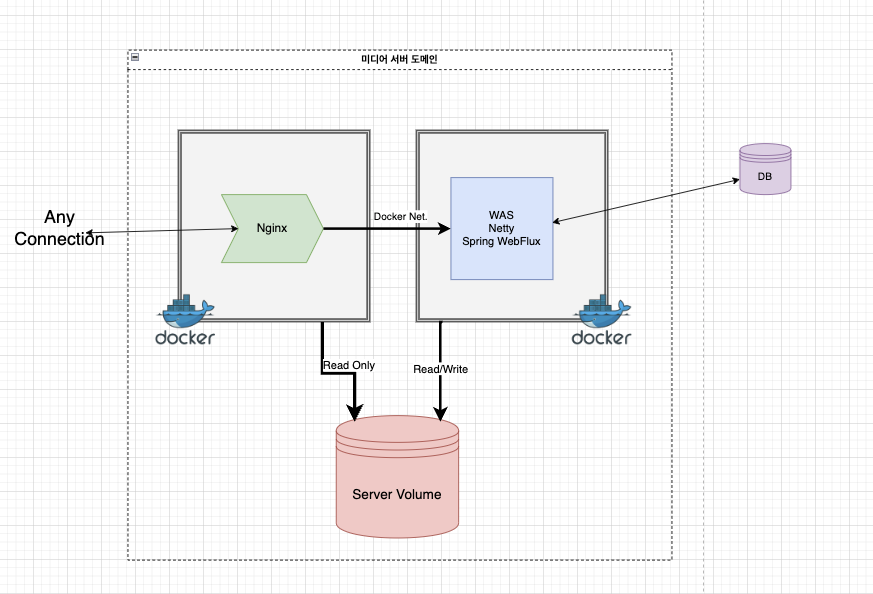 미디어 서버 도메인
Any
Connection
Nginx
Docker Net.
WAS
Netty
Spring WebFlux
DB
docker
docker
Read Only
Read/Write
Server Volume